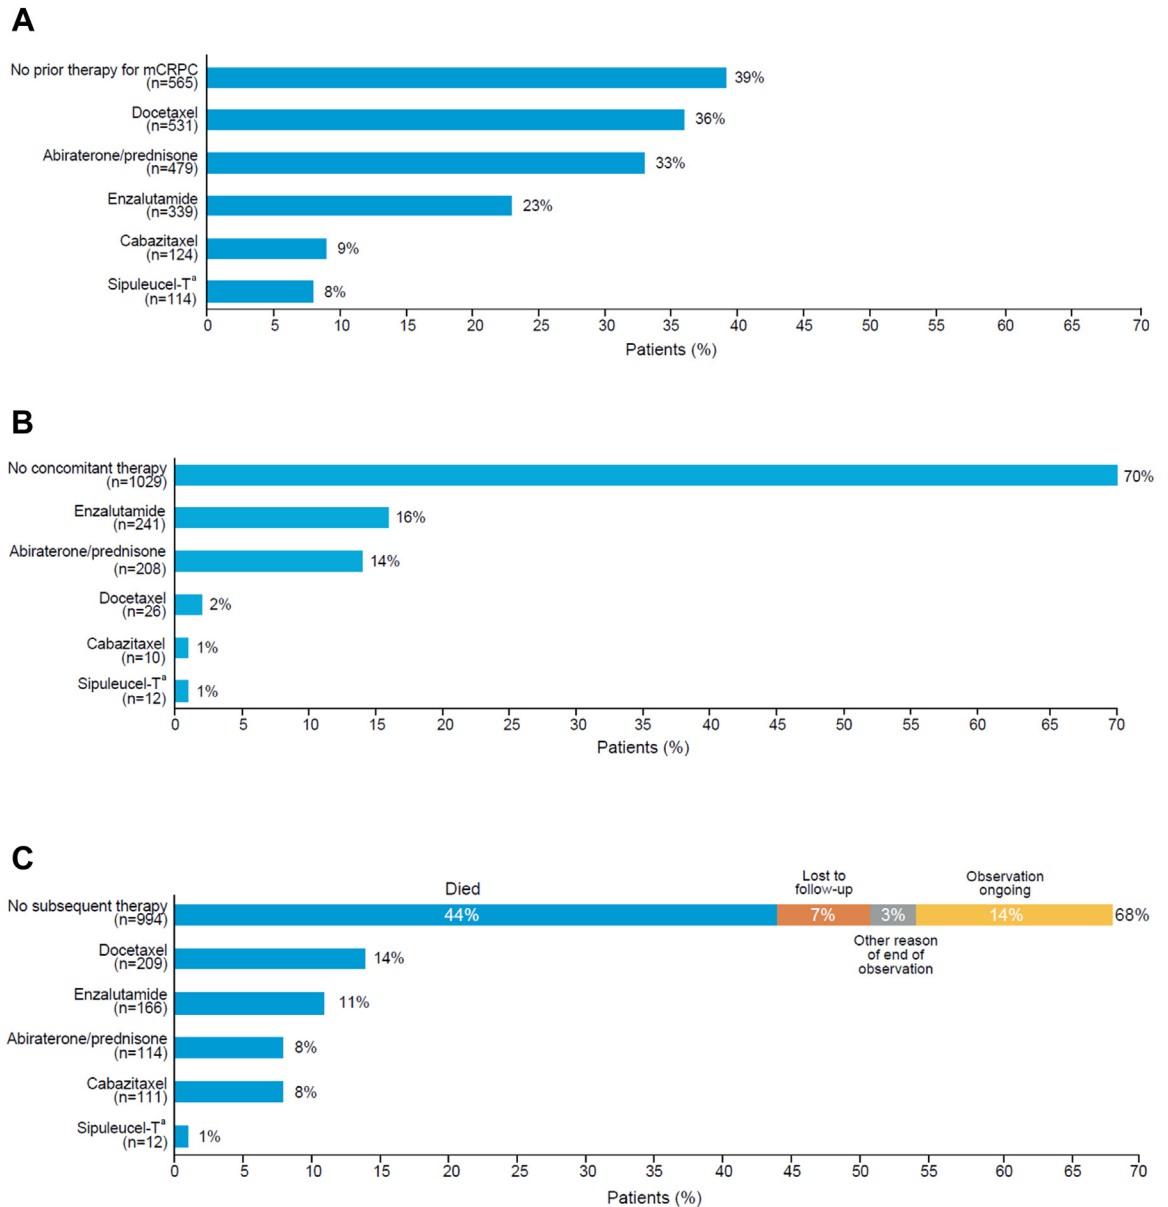 A
No prior therapy for mCRPC
(n=565)
39%
Docetaxel
(n=531)
36%
Abiraterone/prednisone
(n=479)
33%
Enzalutamide
(n=339)
23%
Cabazitaxel
(n=124)
9%
Sipuleucel-Tª
(n=114)
8%
0 5 10 15 20 25 30 35 40 45 50 55 60 65 70
Patients (%)
B
No concomitant therapy
(n=1029)
70%
Enzalutamide
(n=241)
16%
Abiraterone/prednisone
(n=208)
14%
Docetaxel
(n=26)
2%
Cabazitaxel
(n=10)
1%
Sipuleucel-Tª
(n=12)
1%
0 5 10 15 20 25 30 35 40 45 50 55 60 65 70
Patients (%)
C
Died
Lost to
follow-up
Observation
ongoing
No subsequent therapy
(n=994)
44% 7% 3% 14% 68%
Other reason
of end of
observation
Docetaxel
(n=209)
14%
Enzalutamide
(n=166)
11%
Abiraterone/prednisone
(n=114)
8%
Cabazitaxel
(n=111)
8%
Sipuleucel-Tª
(n=12)
1%
0 5 10 15 20 25 30 35 40 45 50 55 60 65 70
Patients (%)